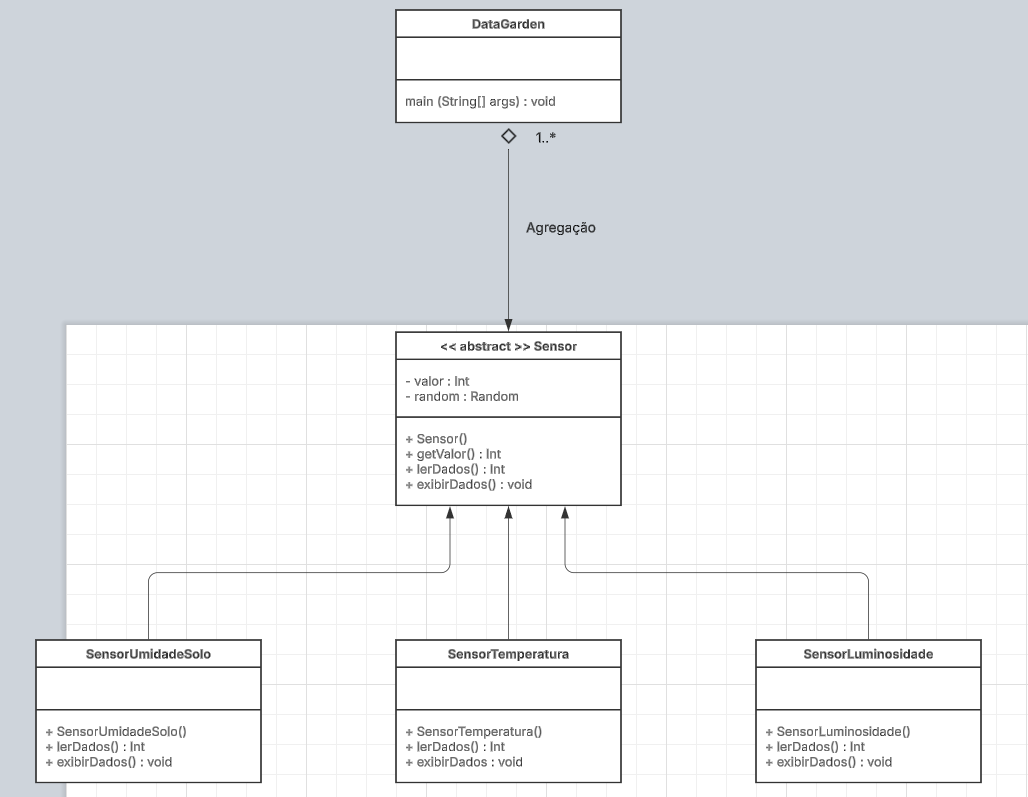 DataGarden
main (String[] args) : void
1..*
Agregação
<< abstract >> Sensor
- valor : Int
- random : Random
+ Sensor()
+ getValor() : Int
+ lerDados() : Int
+ exibirDados() : void
SensorUmidadeSolo
+ SensorUmidadeSolo()
+ lerDados() : Int
+ exibirDados() : void
SensorTemperatura
+ SensorTemperatura()
+ lerDados() : Int
+ exibirDados : void
SensorLuminosidade
+ SensorLuminosidade()
+ lerDados() : Int
+ exibirDados() : void